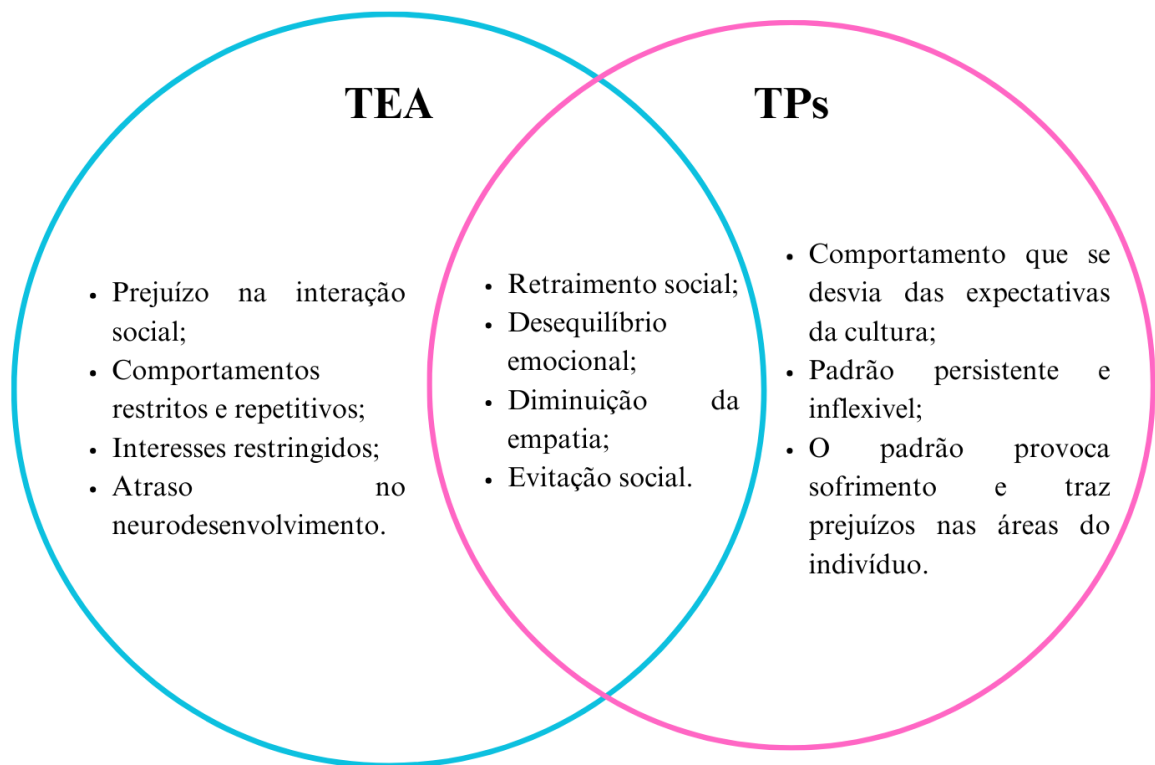 TEA
• Prejuízo na interação
social;
• Comportamentos
restritos e repetitivos;
• Interesses restringidos;
• Atraso no
neurodesenvolvimento.
• Retraimento social;
• Desequilíbrio
emocional;
• Diminuição da
empatia;
• Evitação social.
TPs
• Comportamento que se
desvia das expectativas
da cultura;
• Padrão persistente e
inflexivel;
• O padrão provoca
sofrimento e traz
prejuízos nas áreas do
indivíduo.